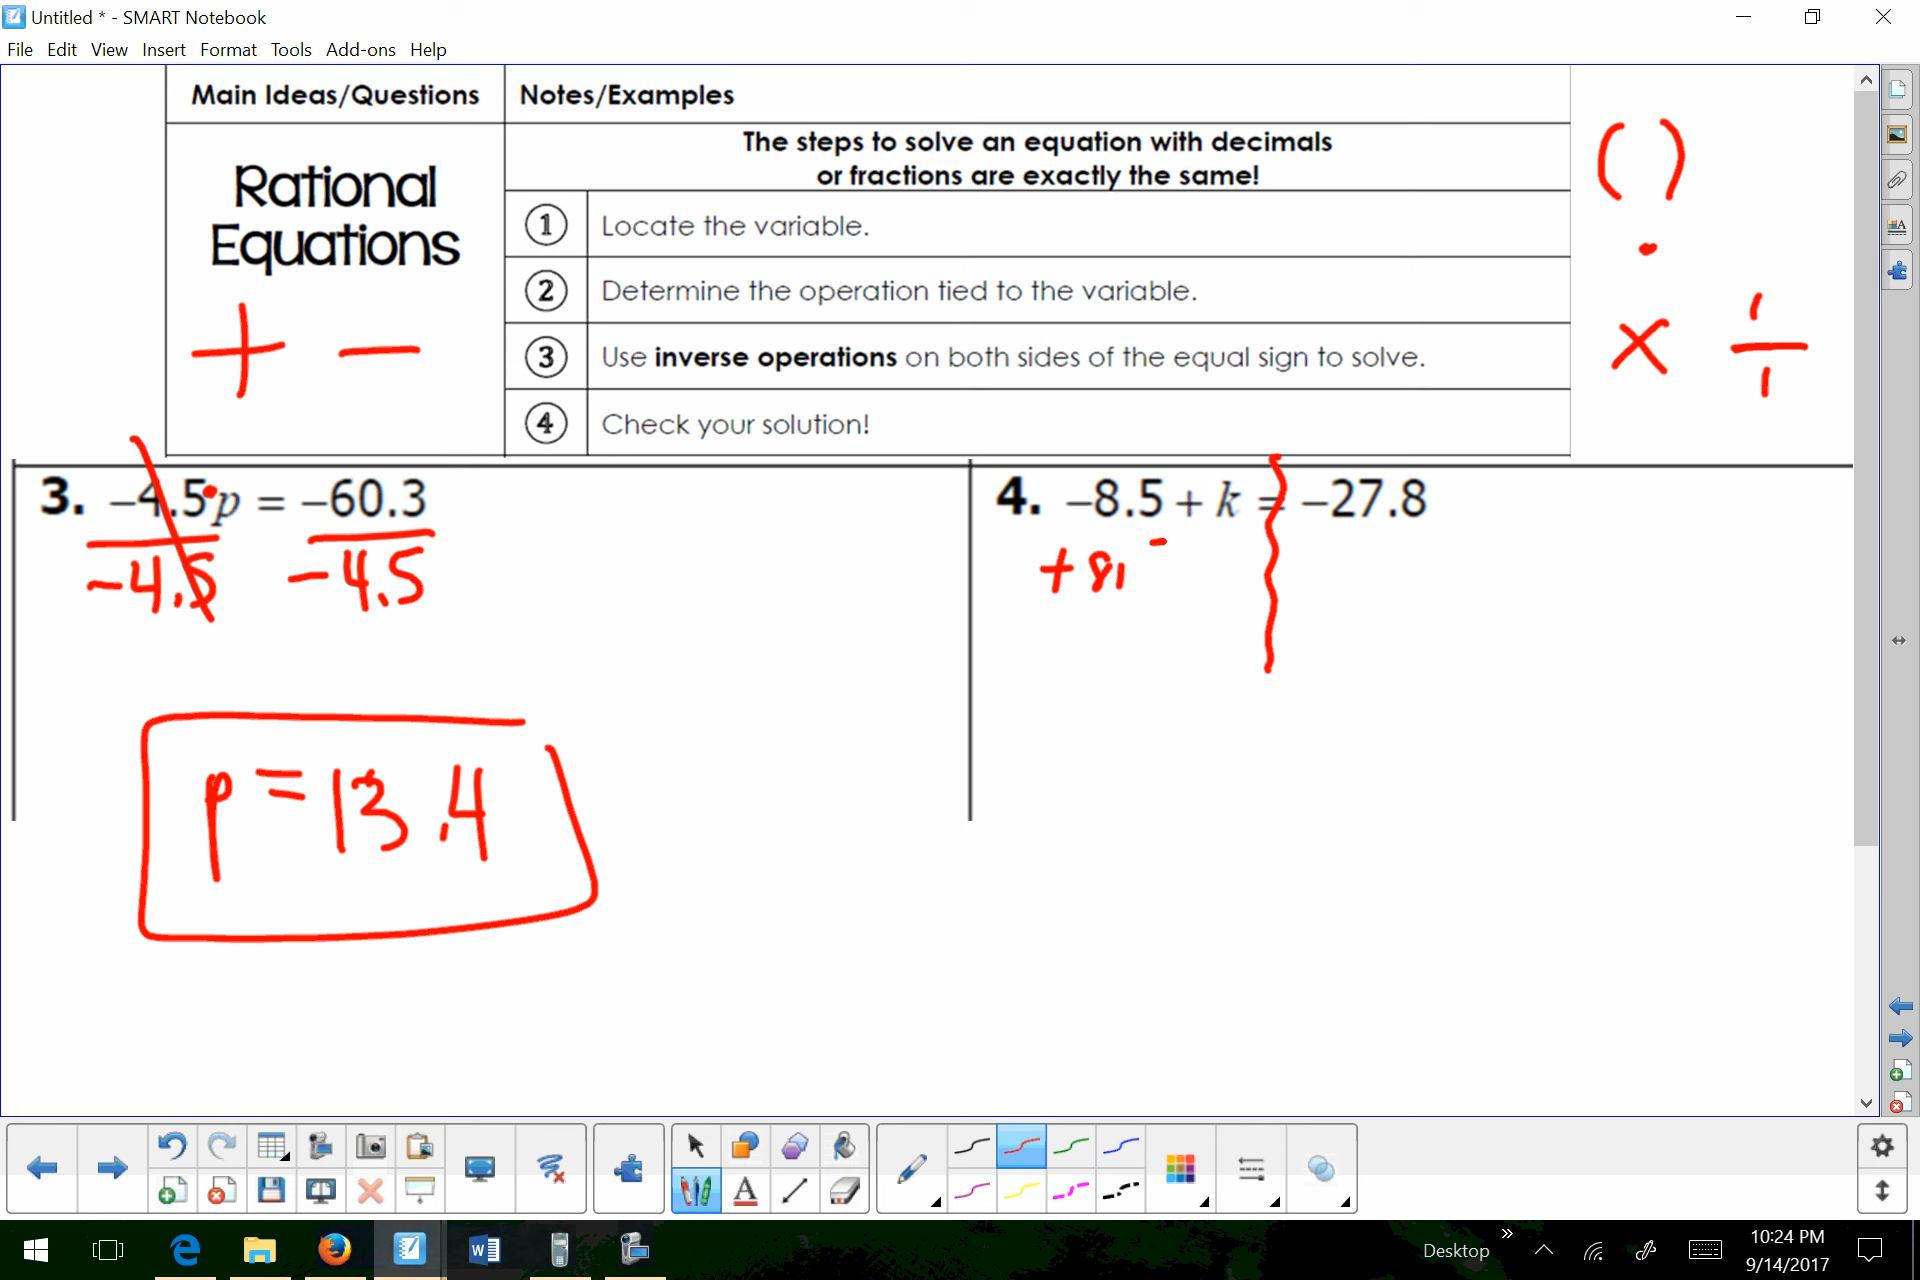 Untitled * - SMART Notebook
File Edit View Insert Format Tools Add-ons Help
Main Ideas/Questions
Notes/Examples
Rational
Equations
+ −
The steps to solve an equation with decimals
or fractions are exactly the same!
1 Locate the variable.
2 Determine the operation tied to the variable.
3 Use inverse operations on both sides of the equal sign to solve.
4 Check your solution!
( )
·
× ÷
3. −4.5·p = −60.3
−4.5 −4.5
p = 13.4
4. −8.5 + k = −27.8
+ 8
Desktop
10:24 PM
9/14/2017